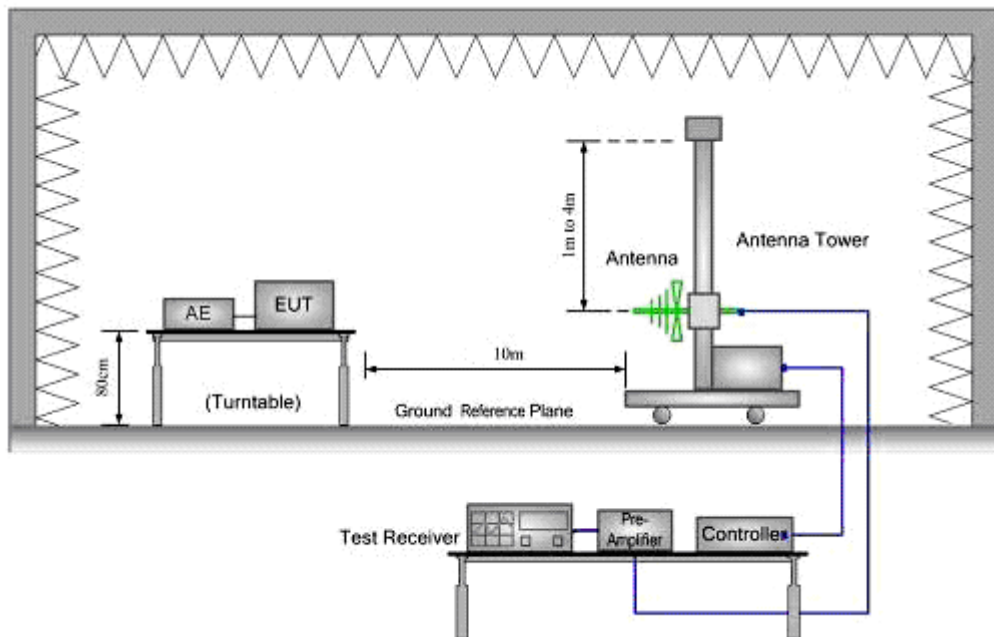 1m to 4m
Antenna
Antenna Tower
AE
EUT
80cm
10m
(Turntable)
Ground Reference Plane
Test Receiver
Pre-
Amplifier
Controller